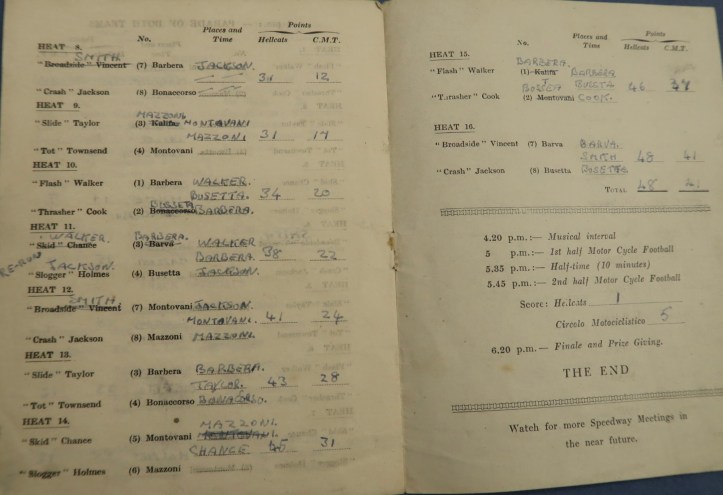 Places and Points
No. Time Hellcats C.M.T.
HEAT 8.
SMITH
"Broadside" Vincent (7) Barbera JACKSON.
12
"Crash" Jackson (8) Bonaccorso
HEAT 9.
MAZZONI
"Slide" Taylor (3) Kalifa MONTOVANI
MAZZONI 31 17
"Tot" Townsend (4) Montovani
HEAT 10.
"Flash" Walker (1) Barbera WALKER.
BUSETTA. 34 20
"Thrasher" Cook (2) Bonaccorso BARBERA.
HEAT 11.
WALKER. BARBERA.
"Skid" Chance (3) Barva WALKER
BARBERA. 38 22
RE-RUN JACKSON.
"Slogger" Holmes (4) Busetta JACKSON.
HEAT 12.
SMITH
"Broadside" Vincent (7) Montovani JACKSON.
MONTOVANI. 41 24
"Crash" Jackson (8) Mazzoni MAZZONI.
HEAT 13.
"Slide" Taylor (3) Barbera BARBERA.
TAYLOR. 43 28
"Tot" Townsend (4) Bonaccorso BONACORSO.
HEAT 14.
MAZZONI.
"Skid" Chance (5) Montovani MONTOVANI.
CHANCE 45 31
"Slogger" Holmes (6) Mazzoni
Places and Points
No. Time Hellcats C.M.T.
HEAT 15.
BARBERA.
"Flash" Walker (1) BARBERA
BUSETTA 46
"Thrasher" Cook (2) Montovani COOK.
HEAT 16.
"Broadside" Vincent (7) Barva BARVA.
SMITH 48 41
"Crash" Jackson (8) Busetta BUSETTA
TOTAL 48 41
4.20 p.m.:— Musical interval
5 p.m.:— 1st half Motor Cycle Football
5.35 p.m.:— Half-time (10 minutes)
5.45 p.m.:— 2nd half Motor Cycle Football
Score: Hellcats 1
Circolo Motociclistico 5
6.20 p.m.— Finale and Prize Giving.
THE END
Watch for more Speedway Meetings in
the near future.